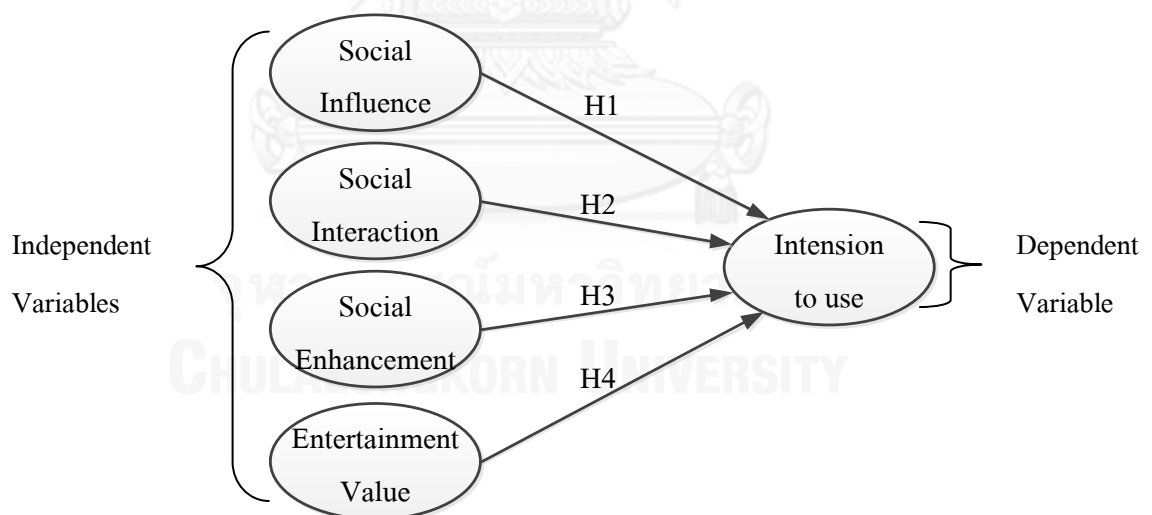 Social
Influence
H1
Social
Interaction
H2
Independent
Variables
Intension
to use
Dependent
Variable
Social
Enhancement
H3
CHULALONGKORN UNIVERSITY
H4
Entertainment
Value